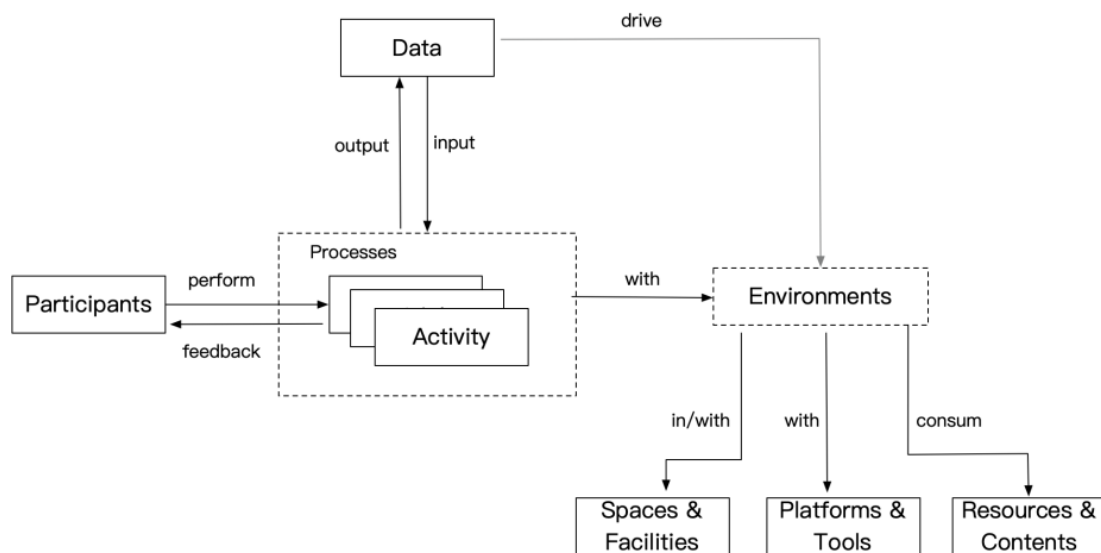 drive
Data
output
input
Processes
perform
with
Participants
Environments
Activity
feedback
in/with
with
consum
Spaces &
Facilities
Platforms &
Tools
Resources &
Contents